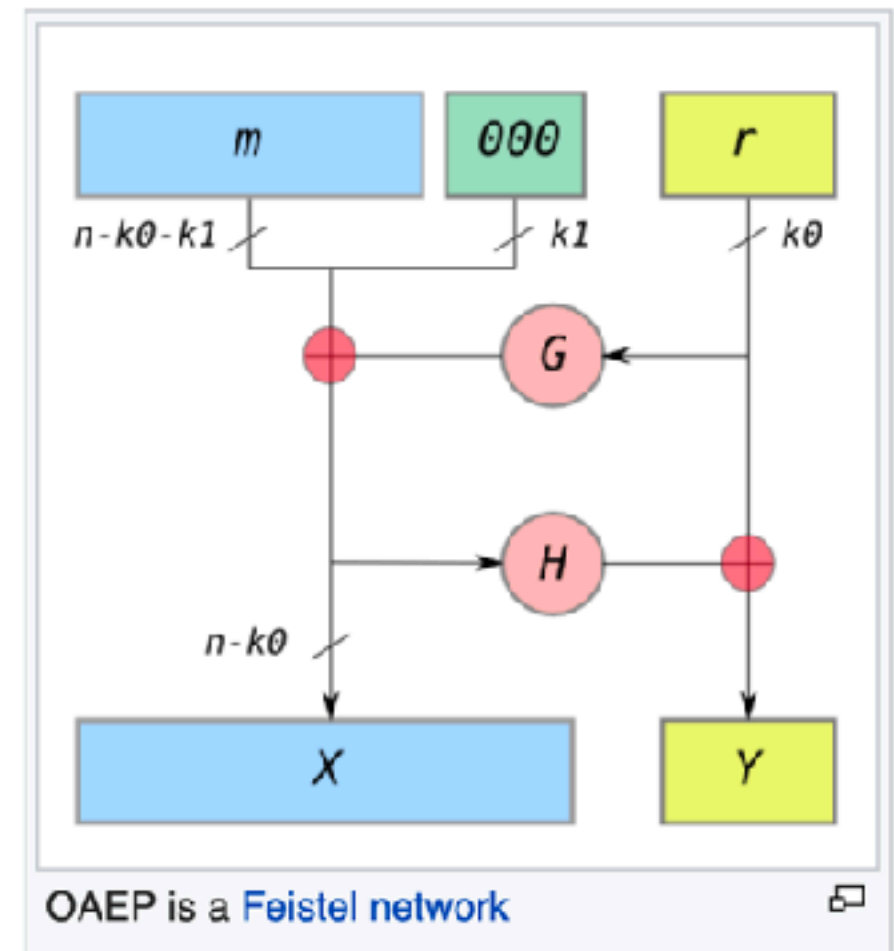 m 000 r
n-k0-k1 k1 k0
G
H
n-k0
X Y
OAEP is a Feistel network